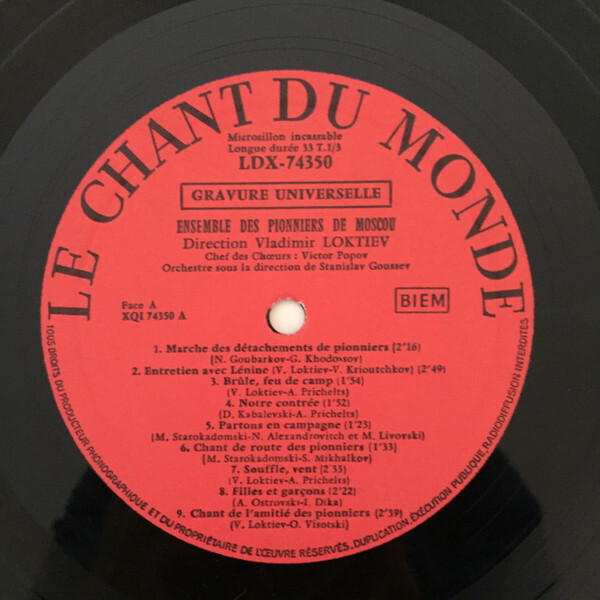 LE CHANT DU MONDE
Microsillon incassable
Longue durée 33 T.1/3
LDX-74350
GRAVURE UNIVERSELLE
ENSEMBLE DES PIONNIERS DE MOSCOU
Direction Vladimir LOKTIEV
Chef des Chœurs : Victor Popov
Orchestre sous la direction de Stanislav Goussev
Face A
XQI 74350 A
BIEM
1. Marche des détachements de pionniers (2'16)
(N. Goubarkov-G. Khodossov)
2. Entretien avec Lénine (V. Loktiev-V. Krioutchkov) (2'49)
3. Brûle, feu de camp (1'54)
(V. Loktiev-A. Prichelts)
4. Notre contrée (1'52)
(D. Kabalevski-A. Prichelts)
5. Partons en campagne (1'23)
(M. Starokadomski-N. Alexandrovitch et M. Livovski)
6. Chant de route des pionniers (1'33)
(M. Starokadomski-S. Mikhalkov)
7. Souffle, vent (2'33)
(V. Loktiev-A. Prichelts)
8. Filles et garçons (2'22)
(A. Ostrovski-I. Dika)
9. Chant de l'amitié des pionniers (2'39)
(V. Loktiev-O. Visotski)
TOUS DROITS DU PRODUCTEUR PHONOGRAPHIQUE ET DU PROPRIÉTAIRE DE L'ŒUVRE RÉSERVÉS. DUPLICATION, EXÉCUTION PUBLIQUE, RADIODIFFUSION INTERDITES